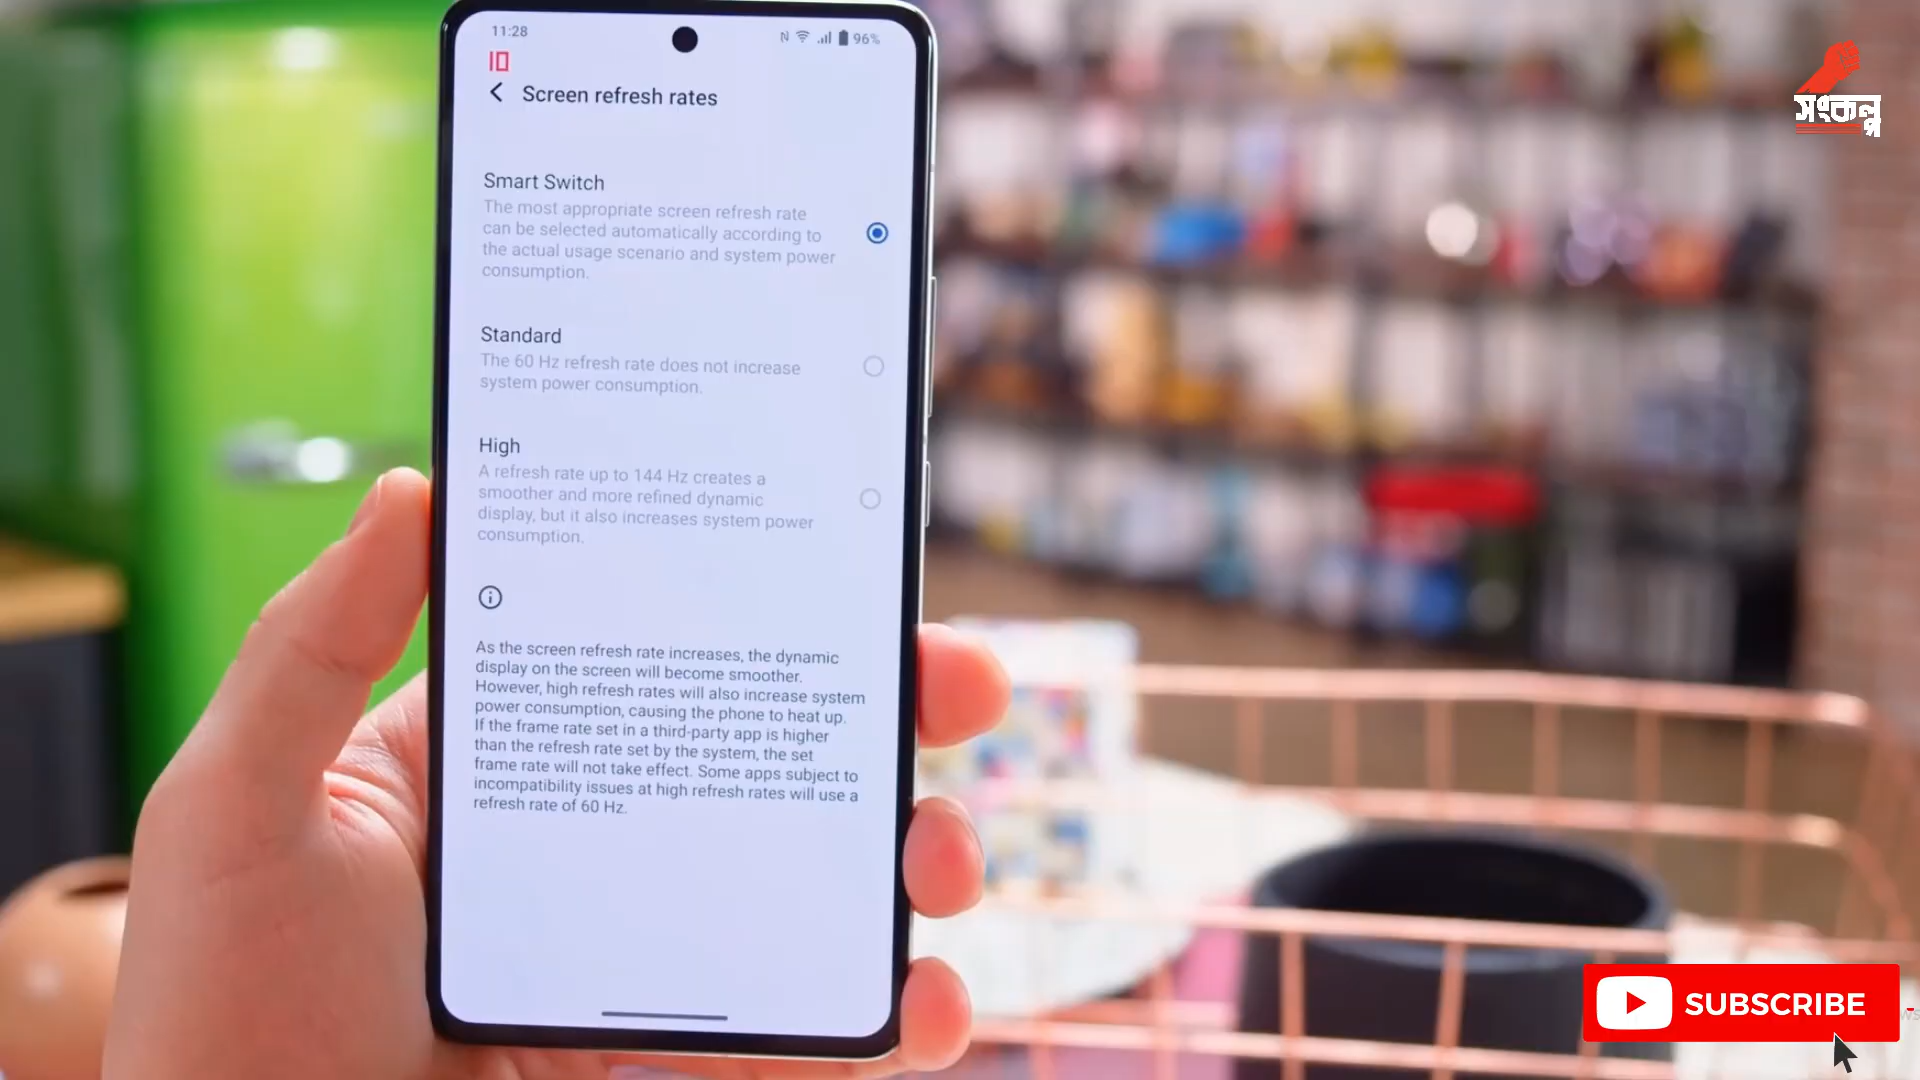 11:28
96%
10
Screen refresh rates
Smart Switch
The most appropriate screen refresh rate
can be selected automatically according to
the actual usage scenario and system power
consumption.
Standard
The 60 Hz refresh rate does not increase
system power consumption.
High
A refresh rate up to 144 Hz creates a
smoother and more refined dynamic
display, but it also increases system power
consumption.
As the screen refresh rate increases, the dynamic
display on the screen will become smoother.
However, high refresh rates will also increase system
power consumption, causing the phone to heat up.
If the frame rate set in a third-party app is higher
than the refresh rate set by the system, the set
frame rate will not take effect. Some apps subject to
incompatibility issues at high refresh rates will use a
refresh rate of 60 Hz.
সংকল্প
SUBSCRIBE